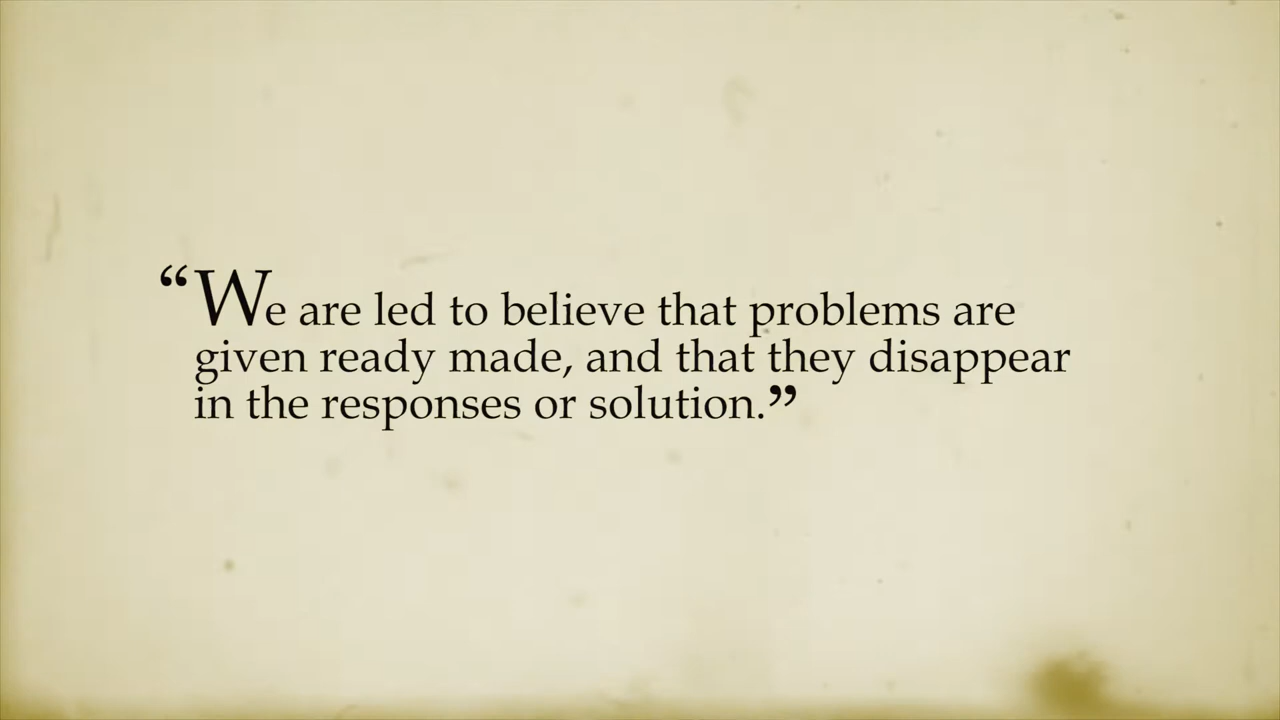 “We are led to believe that problems are
given ready made, and that they disappear
in the responses or solution.”